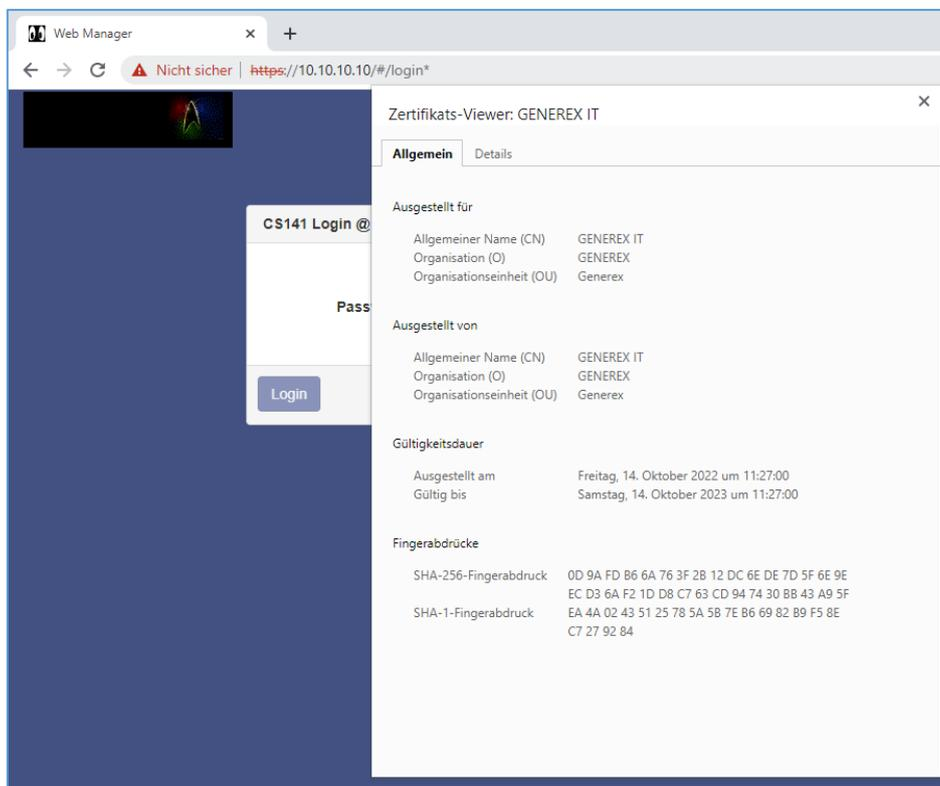 Web Manager
Nicht sicher | https://10.10.10.10/#/login*
Zertifikats-Viewer: GENEREX IT
Allgemein Details
CS141 Login @
Pass
Login
Ausgestellt für
Allgemeiner Name (CN) GENEREX IT
Organisation (O) GENEREX
Organisationseinheit (OU) Generex
Ausgestellt von
Allgemeiner Name (CN) GENEREX IT
Organisation (O) GENEREX
Organisationseinheit (OU) Generex
Gültigkeitsdauer
Ausgestellt am Freitag, 14. Oktober 2022 um 11:27:00
Gültig bis Samstag, 14. Oktober 2023 um 11:27:00
Fingerabdrücke
SHA-256-Fingerabdruck 0D 9A FD B6 6A 76 3F 2B 12 DC 6E DE 7D 5F 6E 9E
EC D3 6A F2 1D D8 C7 63 CD 94 74 30 BB 43 A9 5F
SHA-1-Fingerabdruck EA 4A 02 43 51 25 78 5A 5B 7E B6 69 82 B9 F5 8E
C7 27 92 84